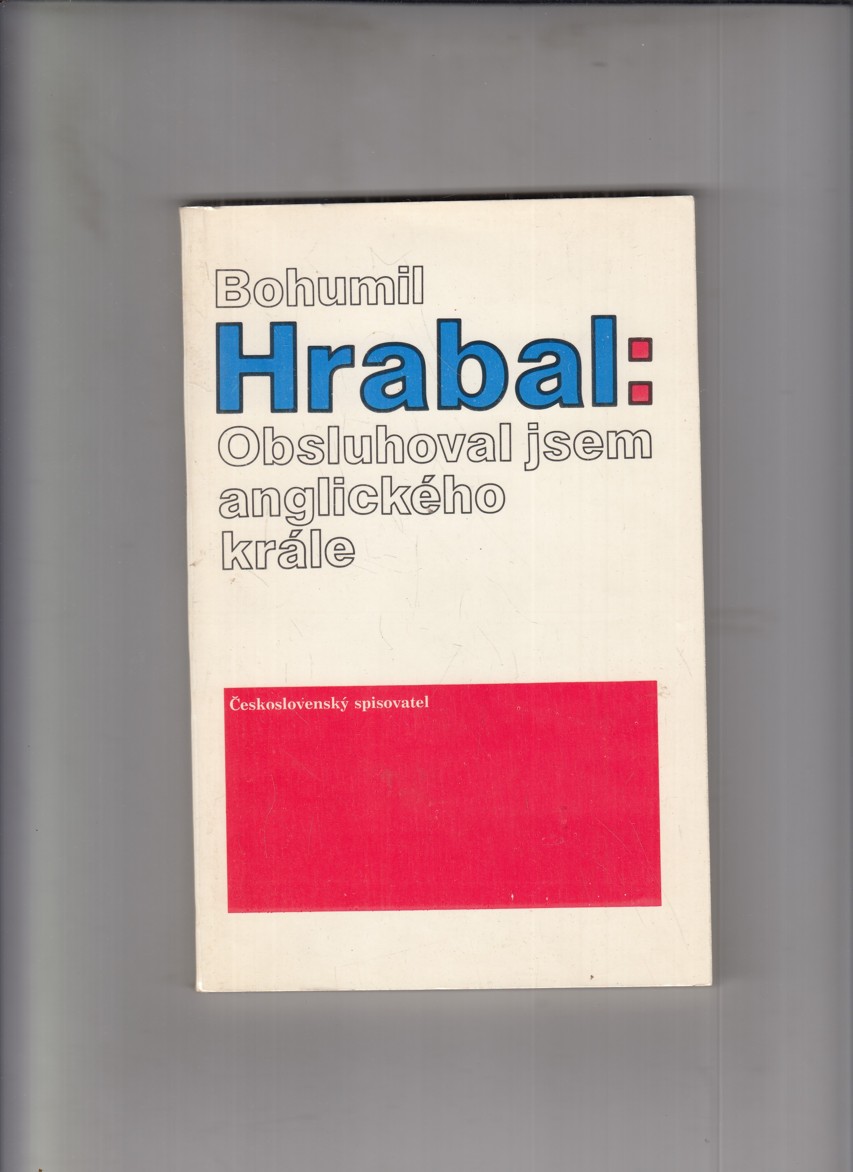 Bohumil
Hrabal:
Obsluhoval jsem
anglického
krále
Československý spisovatel